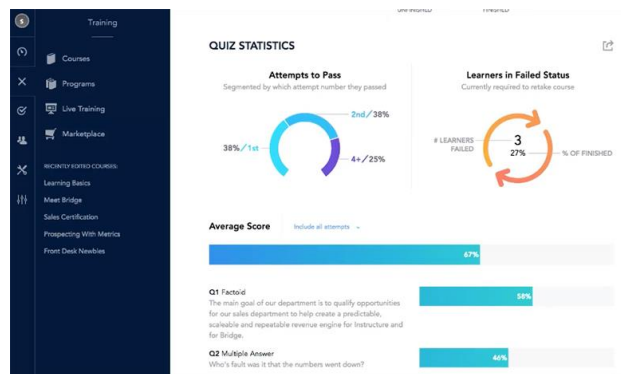 S
Training
Courses
Programs
Live Training
Marketplace
RECENTLY EDITED COURSES:
Learning Basics
Meet Bridge
Sales Certification
Prospecting With Metrics
Front Desk Newbies
UNFINISHED
FINISHED
QUIZ STATISTICS
Attempts to Pass
Segmented by which attempt number they passed
2nd/38%
38%/1st
4+/25%
Learners in Failed Status
Currently required to retake course
# LEARNERS
FAILED
3
27%
% OF FINISHED
Average Score
Include all attempts
67%
Q1 Factoid
The main goal of our department is to qualify opportunities
for our sales department to help create a predictable,
scaleable and repeatable revenue engine for Instructure and
for Bridge.
58%
Q2 Multiple Answer
Who's fault was it that the numbers went down?
46%